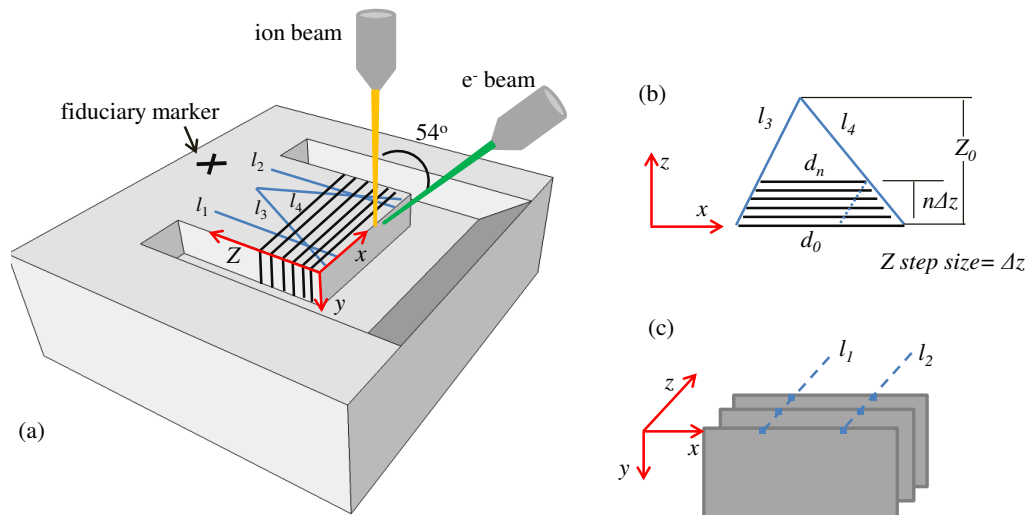 ion beam
e⁻ beam
fiduciary marker
54°
l₂
l₁
l₄
l₃
Z
x
y
(a)
(b)
l₃
l₄
z
dₙ
Z₀
nΔz
x
d₀
Z step size= Δz
(c)
l₁
l₂
z
x
y